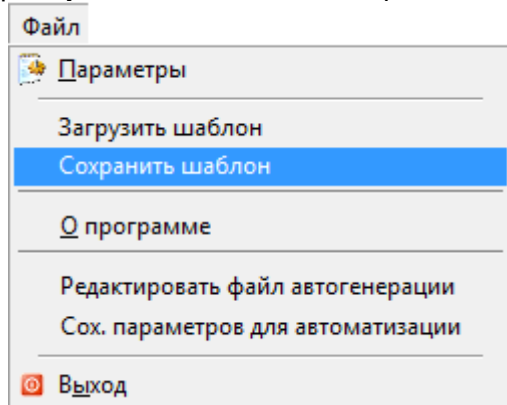 Файл
Параметры
Загрузить шаблон
Сохранить шаблон
О программе
Редактировать файл автогенерации
Сох. параметров для автоматизации
Выход